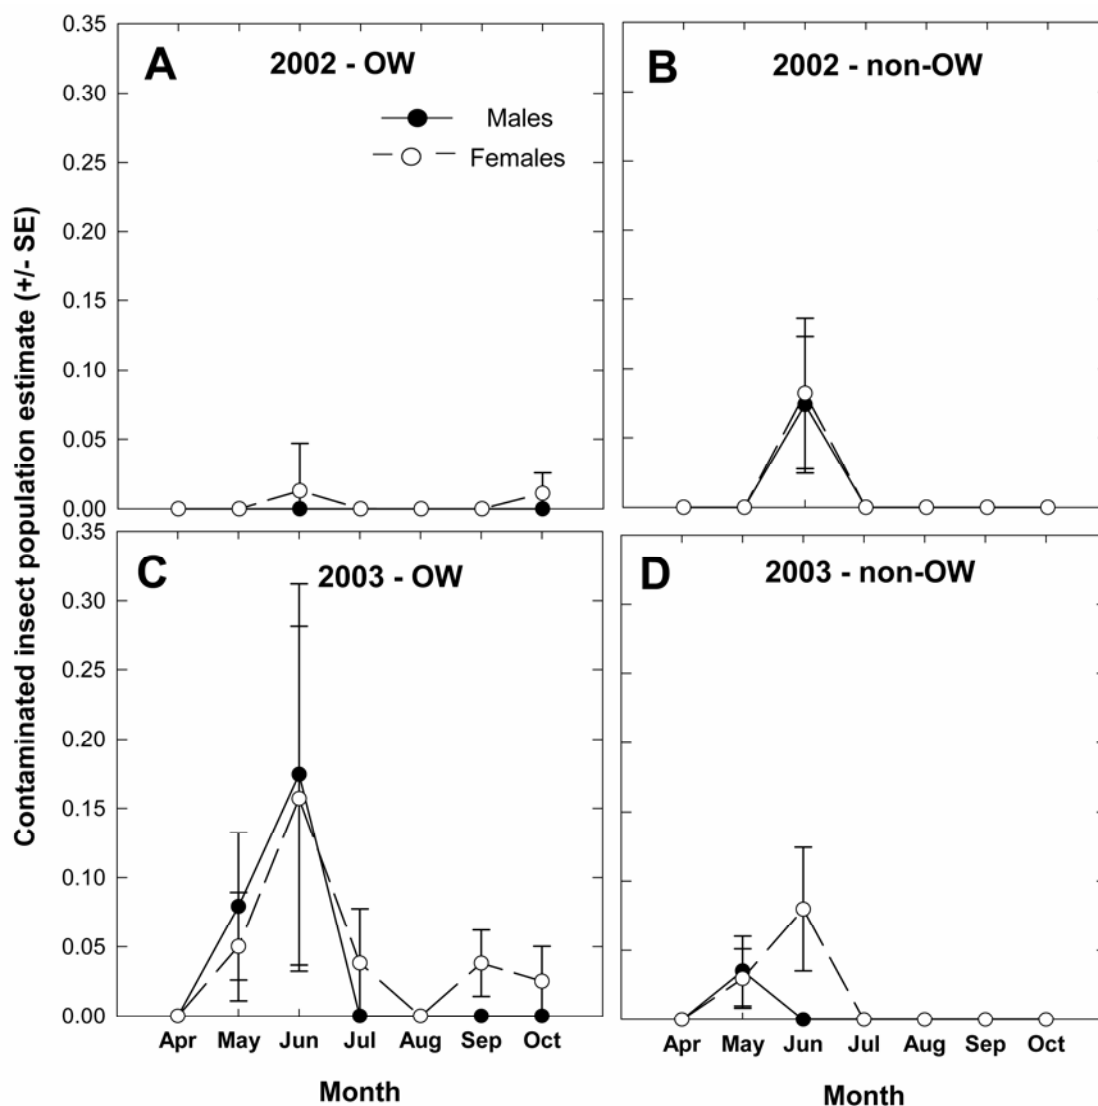 Contaminated insect population estimate (+/- SE)
0.35
0.30
0.25
0.20
0.15
0.10
0.05
0.00
A
2002 - OW
Males
Females
B
2002 - non-OW
0.35
0.30
0.25
0.20
0.15
0.10
0.05
0.00
C
2003 - OW
Apr May Jun Jul Aug Sep Oct
Month
D
2003 - non-OW
Apr May Jun Jul Aug Sep Oct
Month